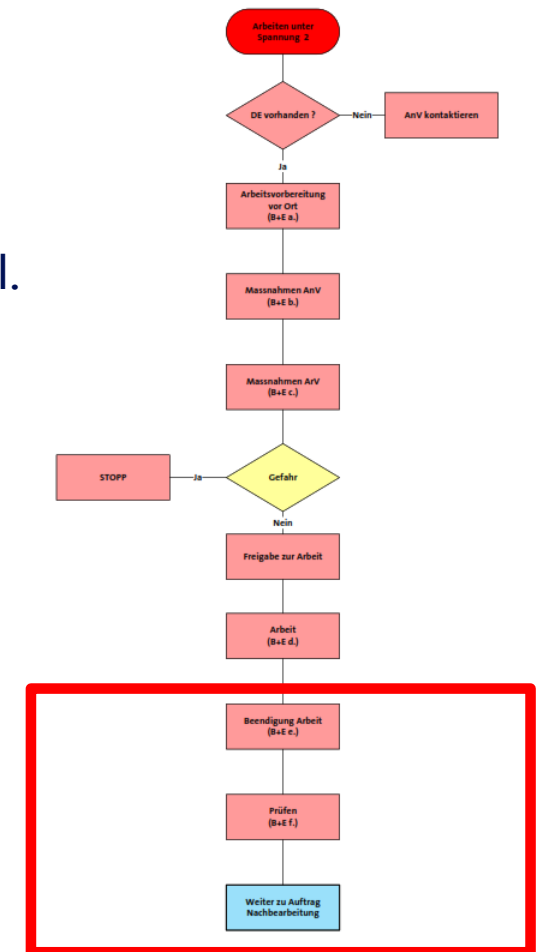 Arbeiten unter
Spannung 2
DE vorhanden ?
Nein
AnV kontaktieren
Ja
Arbeitsvorbereitung
vor Ort
(B+E a.)
l.
Massnahmen AnV
(B+E b.)
Massnahmen ArV
(B+E c.)
STOPP
Ja
Gefahr
Nein
Freigabe zur Arbeit
Arbeit
(B+E d.)
Beendigung Arbeit
(B+E e.)
Prüfen
(B+E f.)
Weiter zu Auftrag
Nachbearbeitung